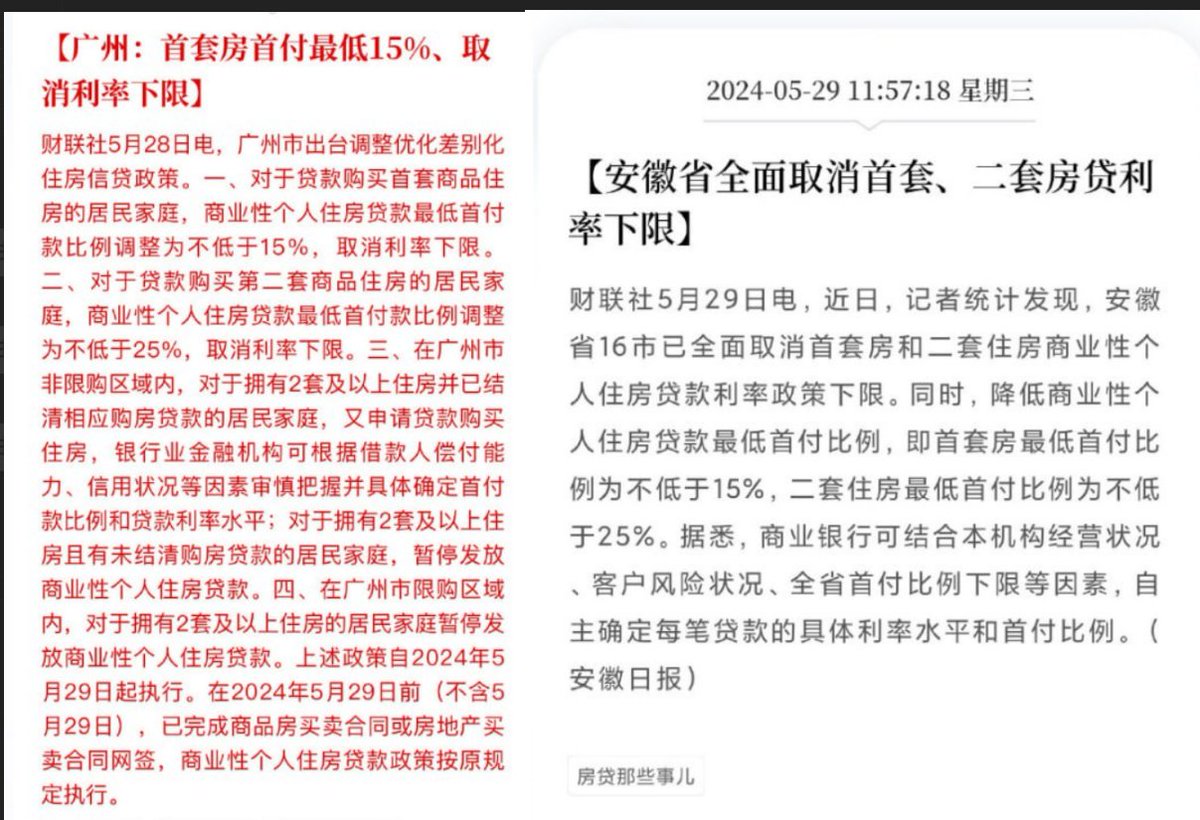 【广州：首套房首付最低15%、取
消利率下限】
财联社5月28日电，广州市出台调整优化差别化
住房信贷政策。一、对于贷款购买首套商品住
房的居民家庭，商业性个人住房贷款最低首付
款比例调整为不低于15%，取消利率下限。
二、对于贷款购买第二套商品住房的居民家
庭，商业性个人住房贷款最低首付款比例调整
为不低于25%，取消利率下限。三、在广州市
非限购区域内，对于拥有2套及以上住房并已结
清相应购房贷款的居民家庭，又申请贷款购买
住房，银行业金融机构可根据借款人偿付能
力、信用状况等因素审慎把握并具体确定首付
款比例和贷款利率水平；对于拥有2套及以上住
房且有未结清购房贷款的居民家庭，暂停发放
商业性个人住房贷款。四、在广州市限购区域
内，对于拥有2套及以上住房的居民家庭暂停发
放商业性个人住房贷款。上述政策自2024年5
月29日起执行。在2024年5月29日前（不含5
月29日），已完成商品房买卖合同或房地产买
卖合同网签，商业性个人住房贷款政策按原规
定执行。
2024-05-29 11:57:18 星期三
【安徽省全面取消首套、二套房贷利
率下限】
财联社5月29日电，近日，记者统计发现，安徽
省16市已全面取消首套房和二套住房商业性个
人住房贷款利率政策下限。同时，降低商业性个
人住房贷款最低首付比例，即首套房最低首付比
例为不低于15%，二套住房最低首付比例为不低
于25%。据悉，商业银行可结合本机构经营状况
、客户风险状况、全省首付比例下限等因素，自
主确定每笔贷款的具体利率水平和首付比例。（
安徽日报）
房贷那些事儿